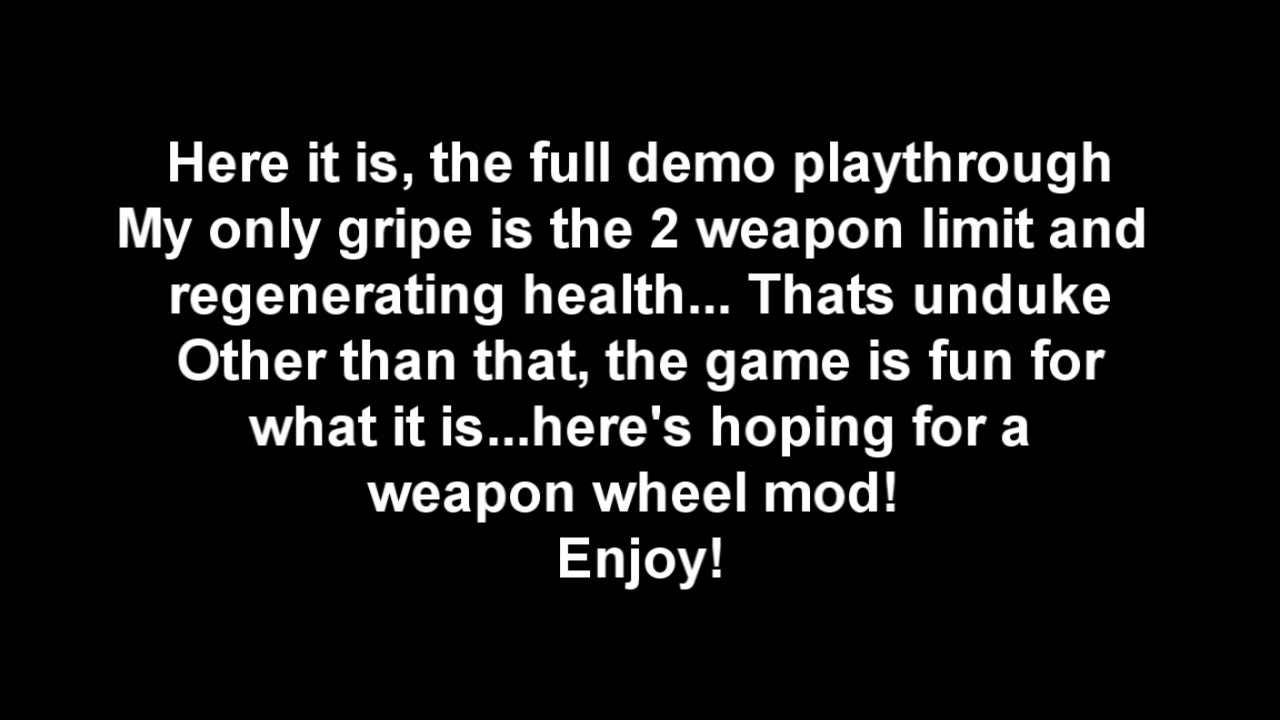 Here it is, the full demo playthrough
My only gripe is the 2 weapon limit and
regenerating health... Thats unduke
Other than that, the game is fun for
what it is...here's hoping for a
weapon wheel mod!
Enjoy!